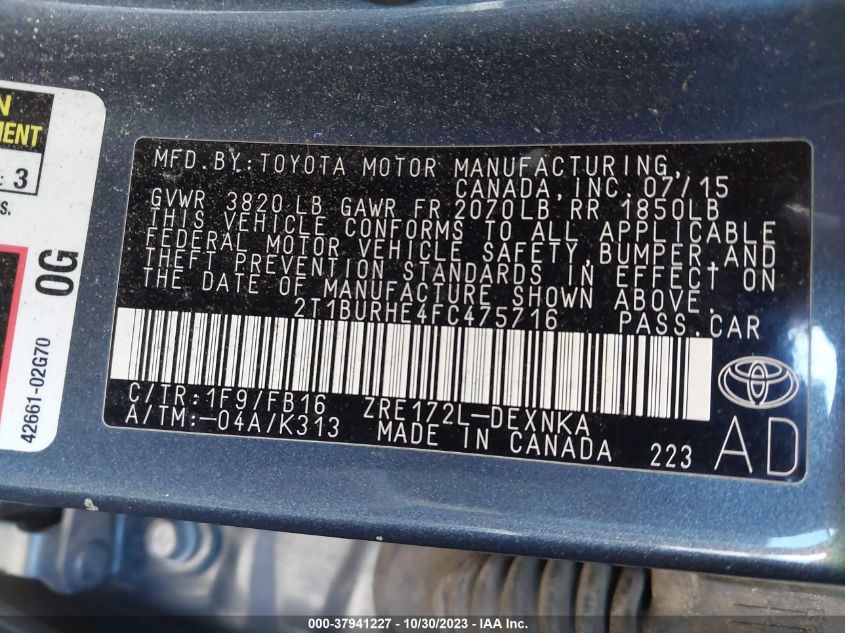 N
MENT
: 3
S.
0G
42661-02G70
MFD.BY:TOYOTA MOTOR MANUFACTURING,
CANADA, INC. 07/15
GVWR 3820 LB GAWR FR 2070LB RR 1850LB
THIS VEHICLE CONFORMS TO ALL APPLICABLE
FEDERAL MOTOR VEHICLE SAFETY,BUMPER,AND
THEFT PREVENTION STANDARDS IN EFFECT ON
THE DATE OF MANUFACTURE SHOWN ABOVE.
2T1BURHE4FC475716 PASS.CAR
C/TR:1F9/FB16 ZRE172L-DEXNKA
A/TM:-04A/K313 MADE IN CANADA 223
AD
000-37941227 - 10/30/2023 - IAA Inc.